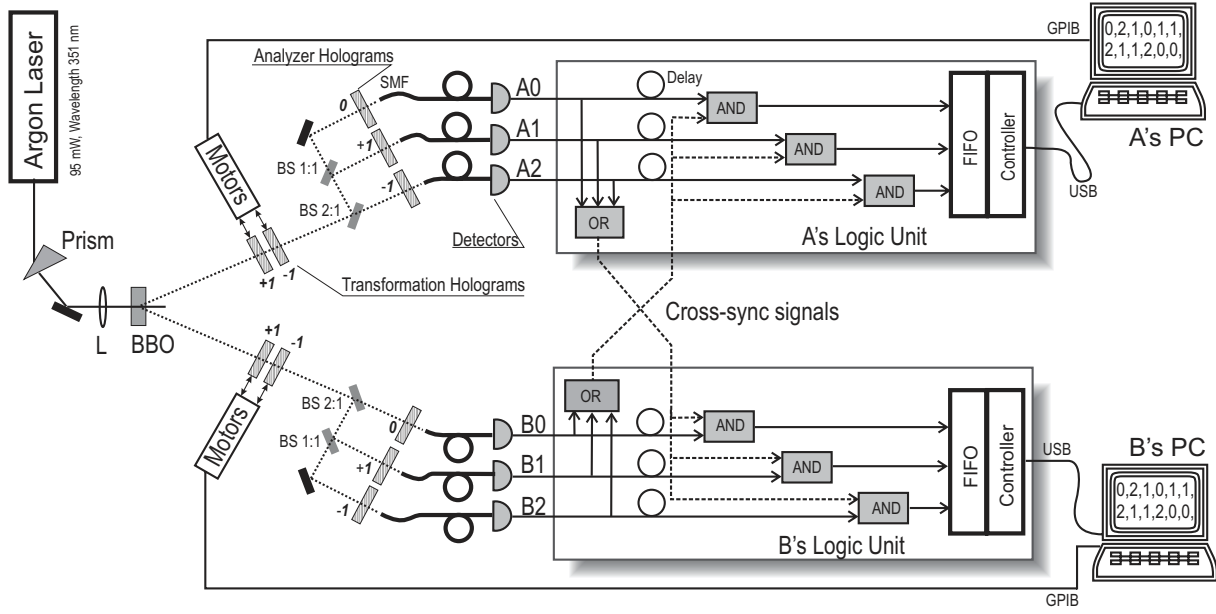 Argon Laser
95 mW, Wavelength 351 nm
Prism
L
BBO
Motors
+1
-1
Transformation Holograms
BS 2:1
BS 1:1
Analyzer Holograms
0
+1
-1
SMF
Detectors
A0
A1
A2
Delay
AND
AND
AND
OR
FIFO
Controller
A's Logic Unit
GPIB
USB
0,2,1,0,1,1,
2,1,1,2,0,0,
A's PC
Cross-sync signals
+1
-1
Motors
BS 2:1
BS 1:1
0
+1
-1
B0
B1
B2
OR
AND
AND
AND
FIFO
Controller
B's Logic Unit
USB
GPIB
B's PC
0,2,1,0,1,1,
2,1,1,2,0,0,